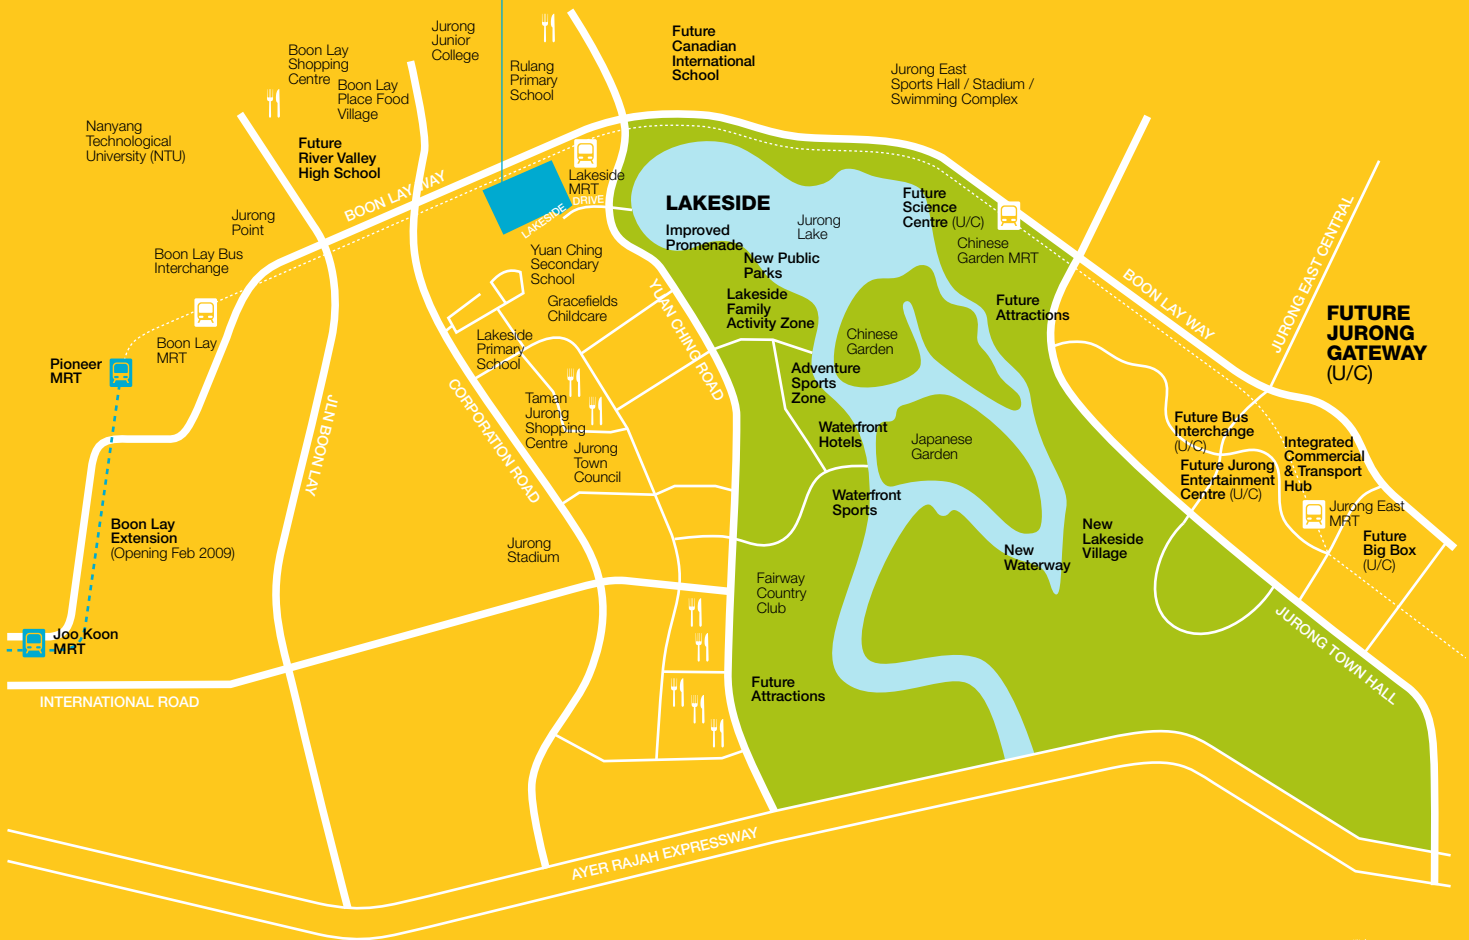 Jurong
Junior
College
Future
Canadian
International
School
Boon Lay
Shopping
Centre
Rulang
Primary
School
Jurong East
Sports Hall / Stadium /
Swimming Complex
Boon Lay
Place Food
Village
Nanyang
Technological
University (NTU)
Future
River Valley
High School
BOON LAY WAY
Lakeside
MRT
LAKESIDE
DRIVE
LAKESIDE
Jurong
Lake
Future
Science
Centre (U/C)
Jurong
Point
Improved
Promenade
Chinese
Garden MRT
Boon Lay Bus
Interchange
Yuan Ching
Secondary
School
New Public
Parks
BOON LAY WAY
JURONG EAST CENTRAL
Gracefields
Childcare
YUAN CHING ROAD
Lakeside
Family
Activity Zone
Future
Attractions
FUTURE
JURONG
GATEWAY
(U/C)
Boon Lay
MRT
Lakeside
Primary
School
Chinese
Garden
Pioneer
MRT
Adventure
Sports
Zone
JLN BOON LAY
CORPORATION ROAD
Taman
Jurong
Shopping
Centre
Waterfront
Hotels
Japanese
Garden
Future Bus
Interchange
(U/C)
Integrated
Commercial
& Transport
Hub
Jurong
Town
Council
Future Jurong
Entertainment
Centre (U/C)
Waterfront
Sports
Jurong East
MRT
Boon Lay
Extension
(Opening Feb 2009)
Jurong
Stadium
New
Waterway
New
Lakeside
Village
Future
Big Box
(U/C)
Fairway
Country
Club
Joo Koon
MRT
JURONG TOWN HALL
Future
Attractions
INTERNATIONAL ROAD
AYER RAJAH EXPRESSWAY